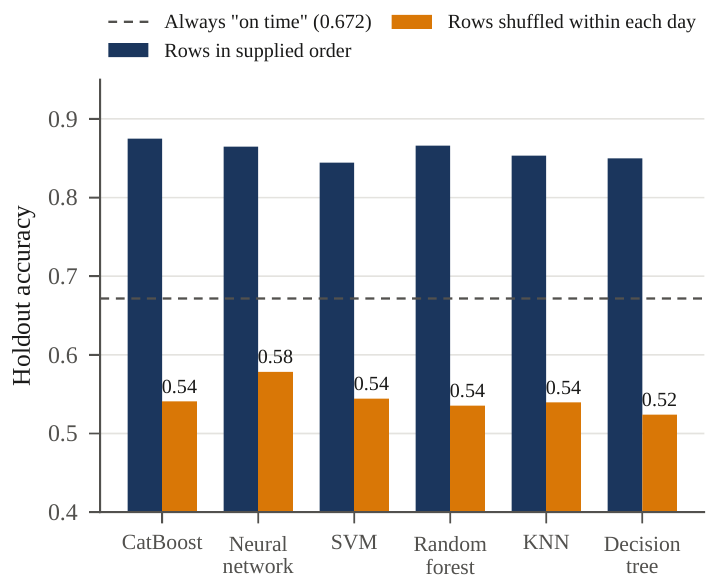 Always "on time" (0.672)
Rows shuffled within each day
Rows in supplied order
Holdout accuracy
0.9
0.8
0.7
0.6
0.5
0.4
0.54
0.58
0.54
0.54
0.54
0.52
CatBoost
Neural
network
SVM
Random
forest
KNN
Decision
tree